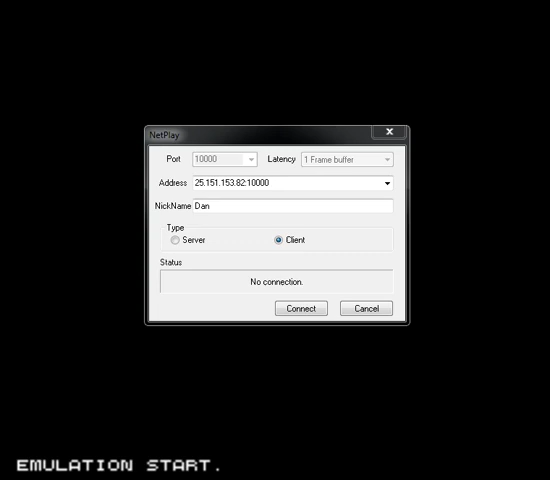 NetPlay
Port 10000 Latency 1 Frame buffer
Address 25.151.153.82:10000
NickName Dan
Type
Server Client
Status
No connection.
Connect Cancel
EMULATION START.